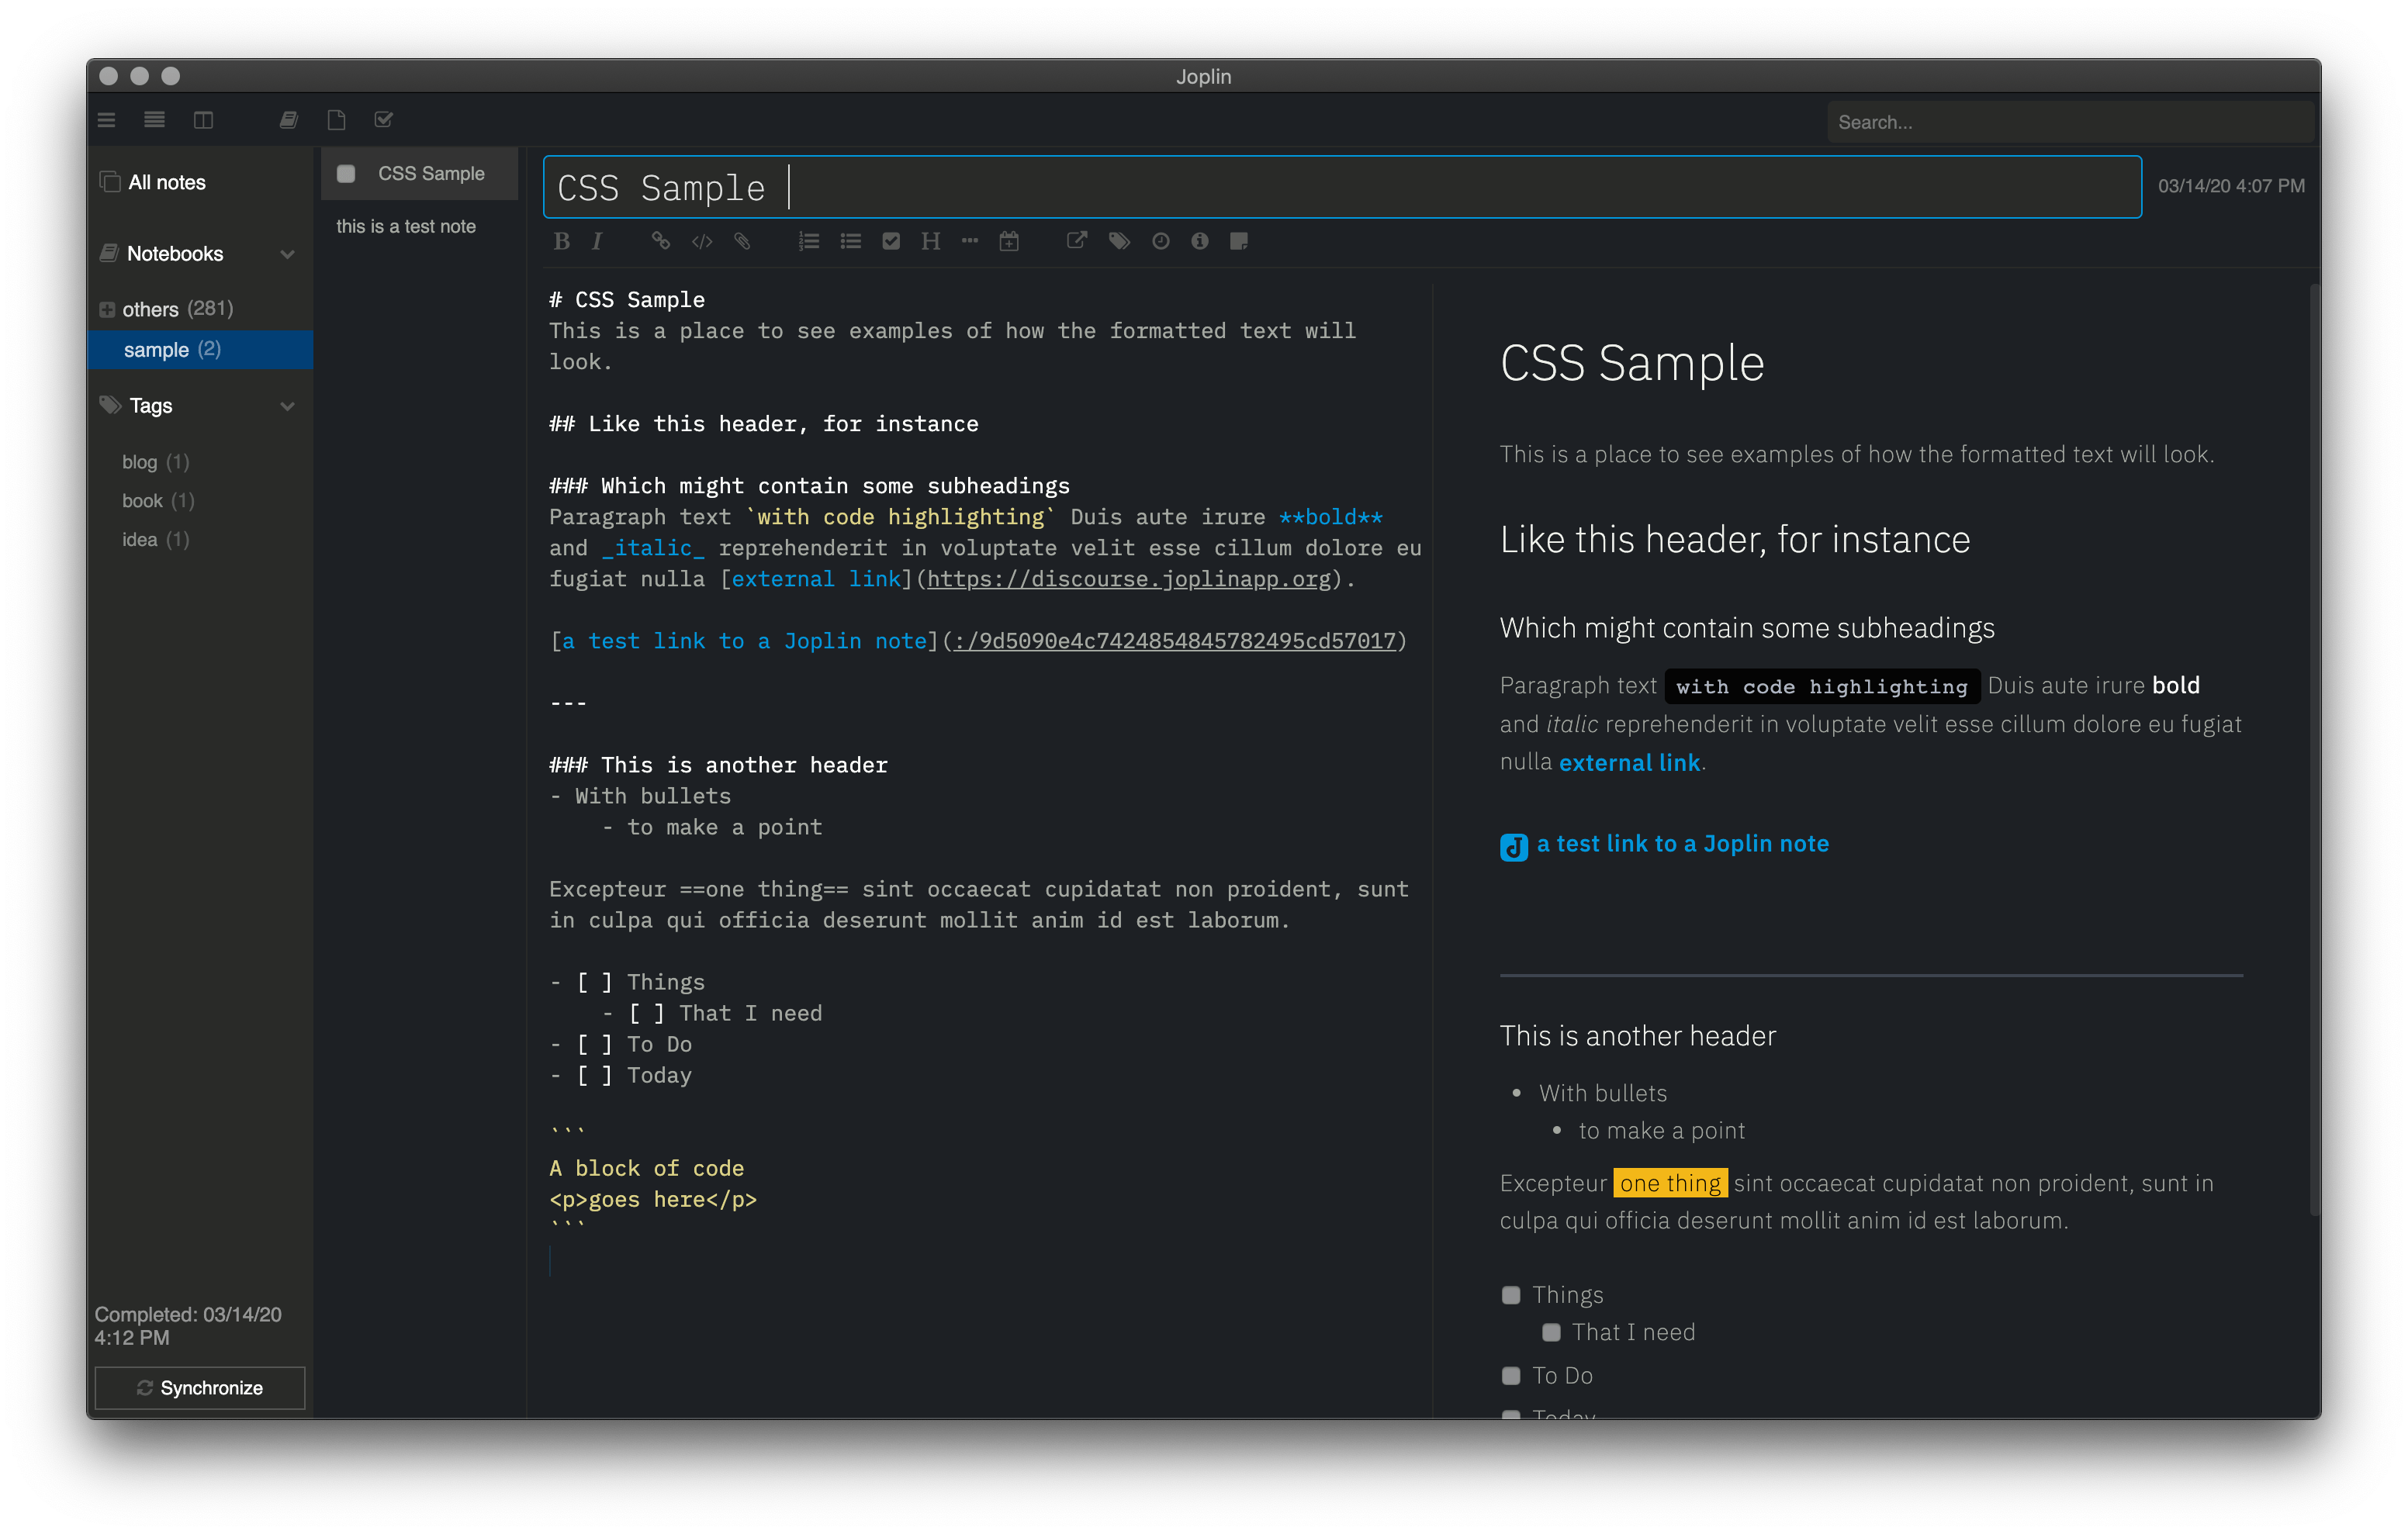 Joplin
Search...
All notes
Notebooks
others (281)
sample (2)
Tags
blog (1)
book (1)
idea (1)
Completed: 03/14/20
4:12 PM
Synchronize
CSS Sample
this is a test note
CSS Sample
03/14/20 4:07 PM
# CSS Sample
This is a place to see examples of how the formatted text will
look.
## Like this header, for instance
### Which might contain some subheadings
Paragraph text `with code highlighting` Duis aute irure **bold**
and _italic_ reprehenderit in voluptate velit esse cillum dolore eu
fugiat nulla [external link](https://discourse.joplinapp.org).
[a test link to a Joplin note](:/9d5090e4c7424854845782495cd57017)
---
### This is another header
- With bullets
    - to make a point
Excepteur ==one thing== sint occaecat cupidatat non proident, sunt
in culpa qui officia deserunt mollit anim id est laborum.
- [ ] Things
    - [ ] That I need
- [ ] To Do
- [ ] Today
```
A block of code
<p>goes here</p>
```
CSS Sample
This is a place to see examples of how the formatted text will look.
Like this header, for instance
Which might contain some subheadings
Paragraph text with code highlighting Duis aute irure bold
and italic reprehenderit in voluptate velit esse cillum dolore eu fugiat
nulla external link.
a test link to a Joplin note
This is another header
• With bullets
• to make a point
Excepteur one thing sint occaecat cupidatat non proident, sunt in
culpa qui officia deserunt mollit anim id est laborum.
Things
That I need
To Do
Today